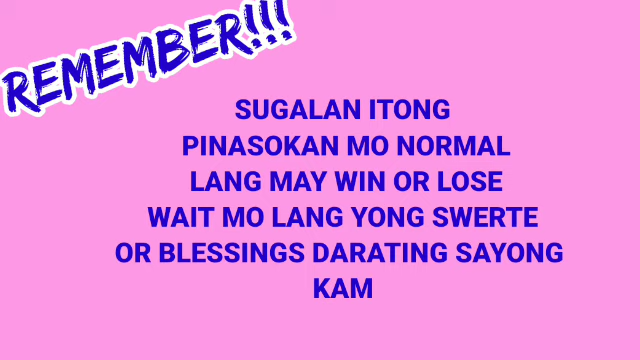 REMEMBER!!!
SUGALAN ITONG
PINASOKAN MO NORMAL
LANG MAY WIN OR LOSE
WAIT MO LANG YONG SWERTE
OR BLESSINGS DARATING SAYONG
KAM